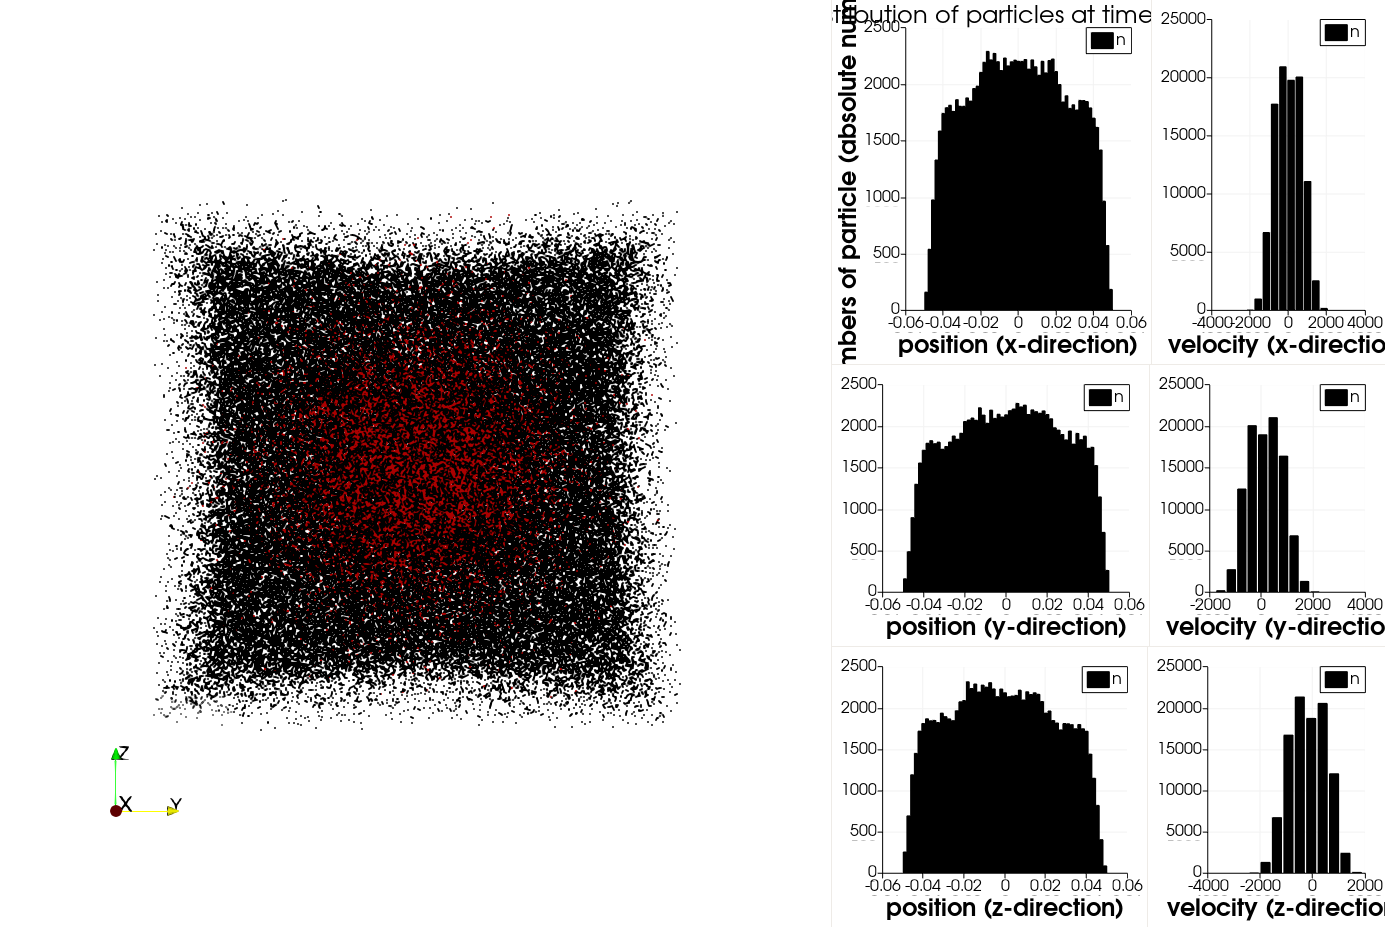 tribution of particles at time
mbers of particle (absolute num
2500
2000
1500
1000
500
0
n
-0.06 -0.04 -0.02 0 0.02 0.04 0.06
position (x-direction)
25000
20000
15000
10000
5000
0
n
-4000 -2000 0 2000 4000
velocity (x-directio
2500
2000
1500
1000
500
0
n
-0.06 -0.04 -0.02 0 0.02 0.04 0.06
position (y-direction)
25000
20000
15000
10000
5000
0
n
-2000 0 2000 4000
velocity (y-directio
2500
2000
1500
1000
500
0
n
-0.06 -0.04 -0.02 0 0.02 0.04 0.06
position (z-direction)
25000
20000
15000
10000
5000
0
n
-4000 -2000 0 2000
velocity (z-direction
Z
X
Y